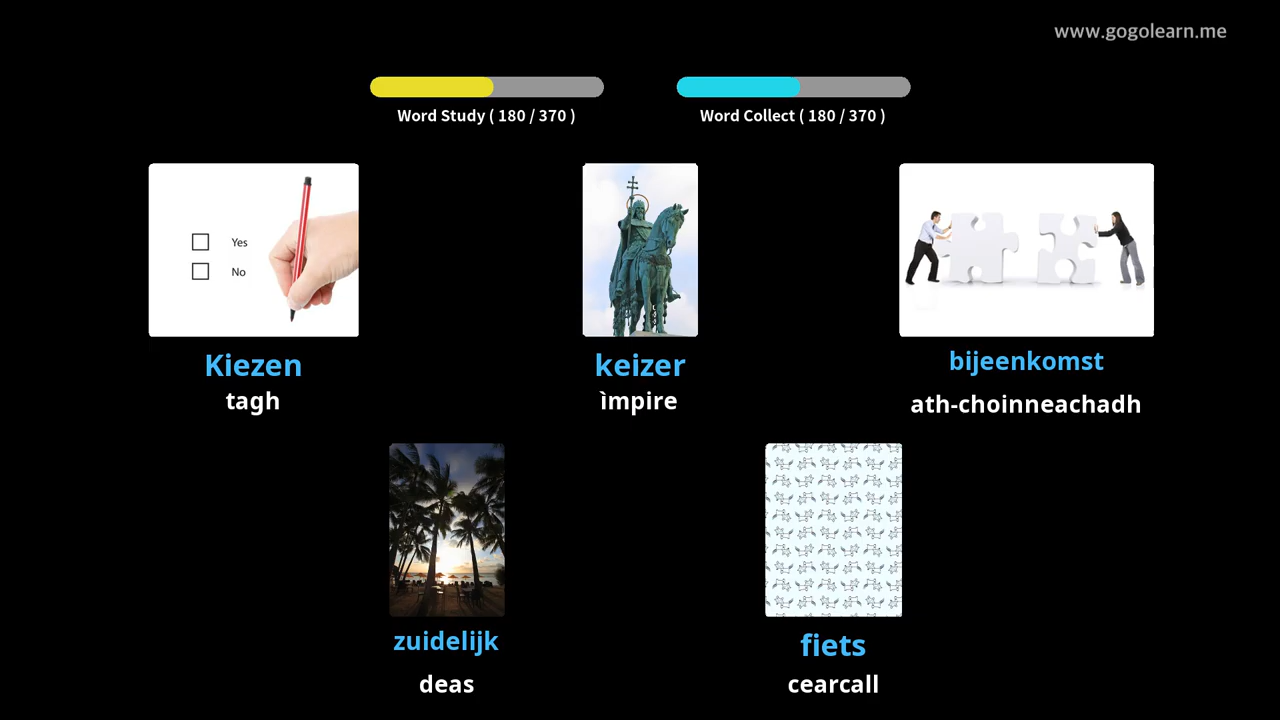 www.gogolearn.me
Word Study ( 180 / 370 )
Word Collect ( 180 / 370 )
Yes
No
Kiezen
tagh
keizer
ìmpire
bijeenkomst
ath-choinneachadh
zuidelijk
deas
fiets
cearcall